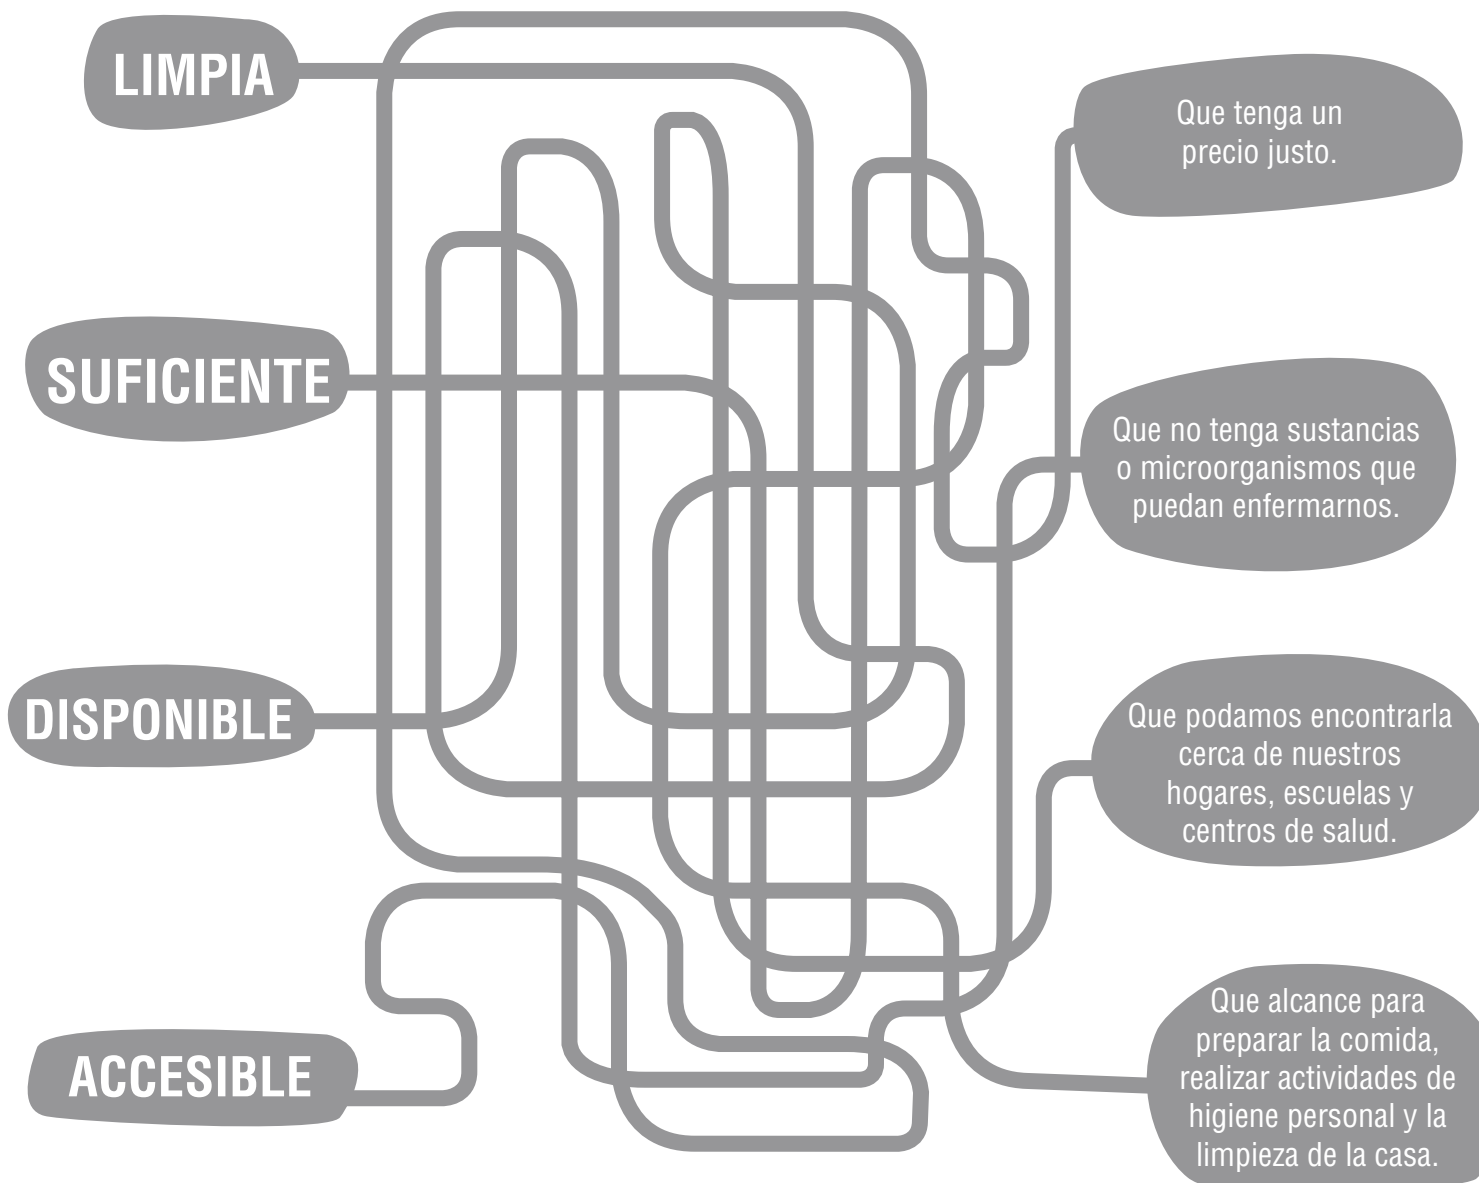 LIMPIA
Que tenga un
precio justo.
SUFICIENTE
Que no tenga sustancias
o microorganismos que
puedan enfermarnos.
DISPONIBLE
Que podamos encontrarla
cerca de nuestros
hogares, escuelas y
centros de salud.
ACCESIBLE
Que alcance para
preparar la comida,
realizar actividades de
higiene personal y la
limpieza de la casa.